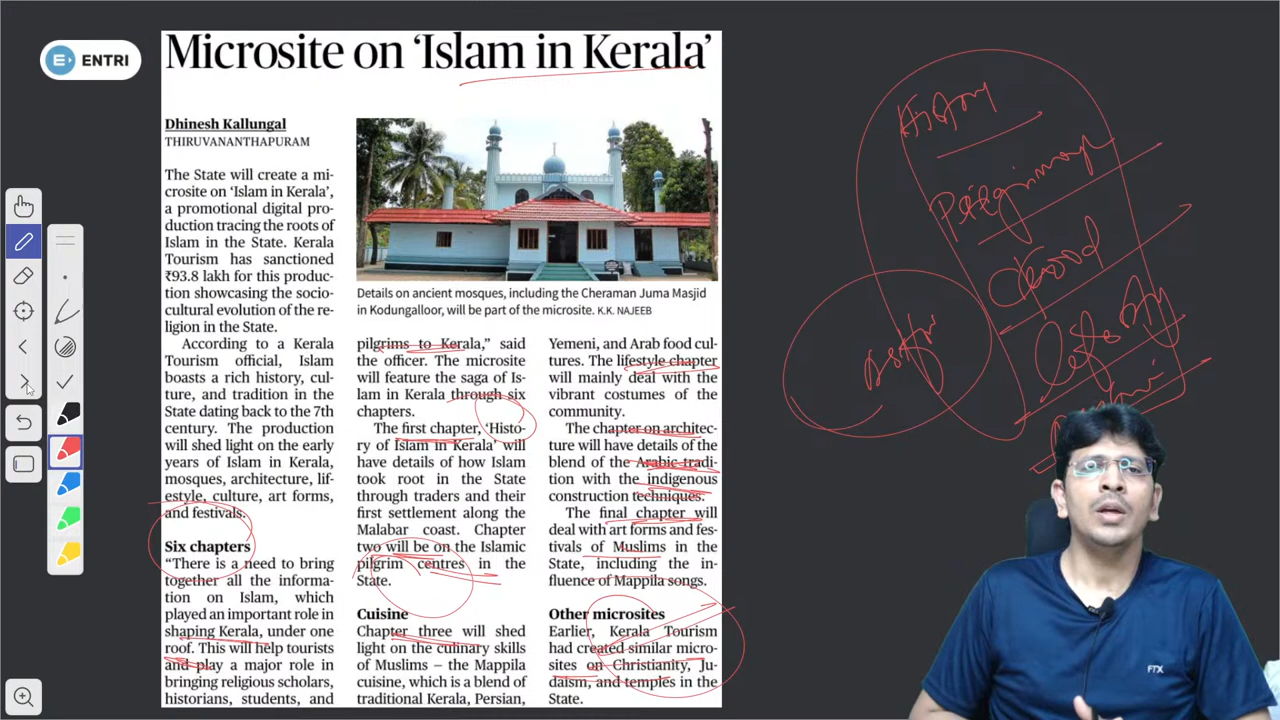 ENTRI
Microsite on ‘Islam in Kerala’
Dhinesh Kallungal
THIRUVANANTHAPURAM
The State will create a mi-
crosite on ‘Islam in Kerala’,
a promotional digital pro-
duction tracing the roots of
Islam in the State. Kerala
Tourism has sanctioned
₹93.8 lakh for this produc-
tion showcasing the socio-
cultural evolution of the re-
ligion in the State.
According to a Kerala
Tourism official, Islam
boasts a rich history, cul-
ture, and tradition in the
State dating back to the 7th
century. The production
will shed light on the early
years of Islam in Kerala,
mosques, architecture, lif-
estyle, culture, art forms,
and festivals.
Six chapters
“There is a need to bring
together all the informa-
tion on Islam, which
played an important role in
shaping Kerala, under one
roof. This will help tourists
and play a major role in
bringing religious scholars,
historians, students, and
Details on ancient mosques, including the Cheraman Juma Masjid
in Kodungalloor, will be part of the microsite. K.K. NAJEEB
pilgrims to Kerala,” said
the officer. The microsite
will feature the saga of Is-
lam in Kerala through six
chapters.
The first chapter, ‘Histo-
ry of Islam in Kerala’ will
have details of how Islam
took root in the State
through traders and their
first settlement along the
Malabar coast. Chapter
two will be on the Islamic
pilgrim centres in the
State.
Cuisine
Chapter three will shed
light on the culinary skills
of Muslims – the Mappila
cuisine, which is a blend of
traditional Kerala, Persian,
Yemeni, and Arab food cul-
tures. The lifestyle chapter
will mainly deal with the
vibrant costumes of the
community.
The chapter on architec-
ture will have details of the
blend of the Arabic tradi-
tion with the indigenous
construction techniques.
The final chapter will
deal with art forms and fes-
tivals of Muslims in the
State, including the in-
fluence of Mappila songs.
Other microsites
Earlier, Kerala Tourism
had created similar micro-
sites on Christianity, Ju-
daism, and temples in the
State.
History
food
FTX